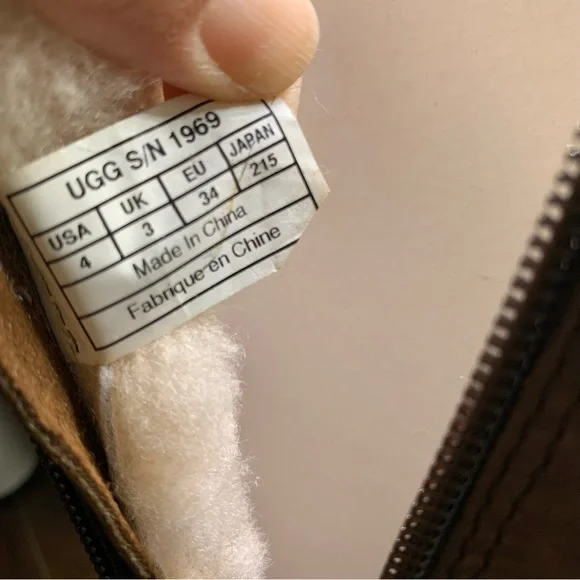 UGG S/N 1969
USA UK EU JAPAN
4 3 34 215
Made In China
Fabrique en Chine